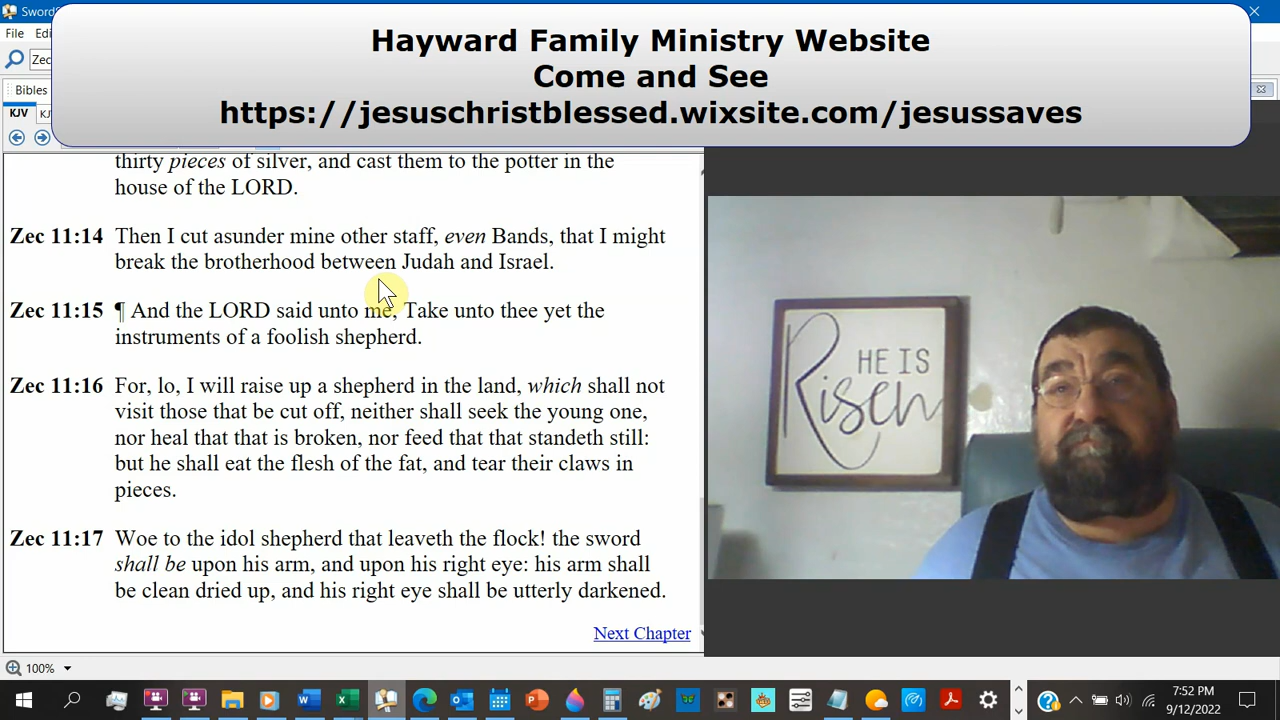 Sword
File Edi
Hayward Family Ministry Website
Come and See
https://jesuschristblessed.wixsite.com/jesussaves
Zec
Bibles
KJV KJ
thirty pieces of silver, and cast them to the potter in the
house of the LORD.
Zec 11:14 Then I cut asunder mine other staff, even Bands, that I might
break the brotherhood between Judah and Israel.
Zec 11:15 ¶ And the LORD said unto me, Take unto thee yet the
instruments of a foolish shepherd.
Zec 11:16 For, lo, I will raise up a shepherd in the land, which shall not
visit those that be cut off, neither shall seek the young one,
nor heal that that is broken, nor feed that that standeth still:
but he shall eat the flesh of the fat, and tear their claws in
pieces.
Zec 11:17 Woe to the idol shepherd that leaveth the flock! the sword
shall be upon his arm, and upon his right eye: his arm shall
be clean dried up, and his right eye shall be utterly darkened.
Next Chapter
100%
HE IS
Risen
7:52 PM
9/12/2022